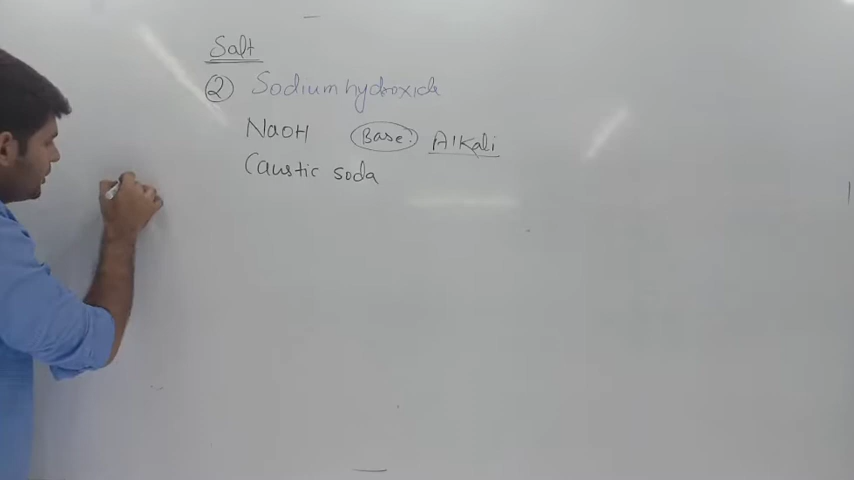 Salt
② Sodium hydroxide
NaOH Base: Alkali
Caustic soda